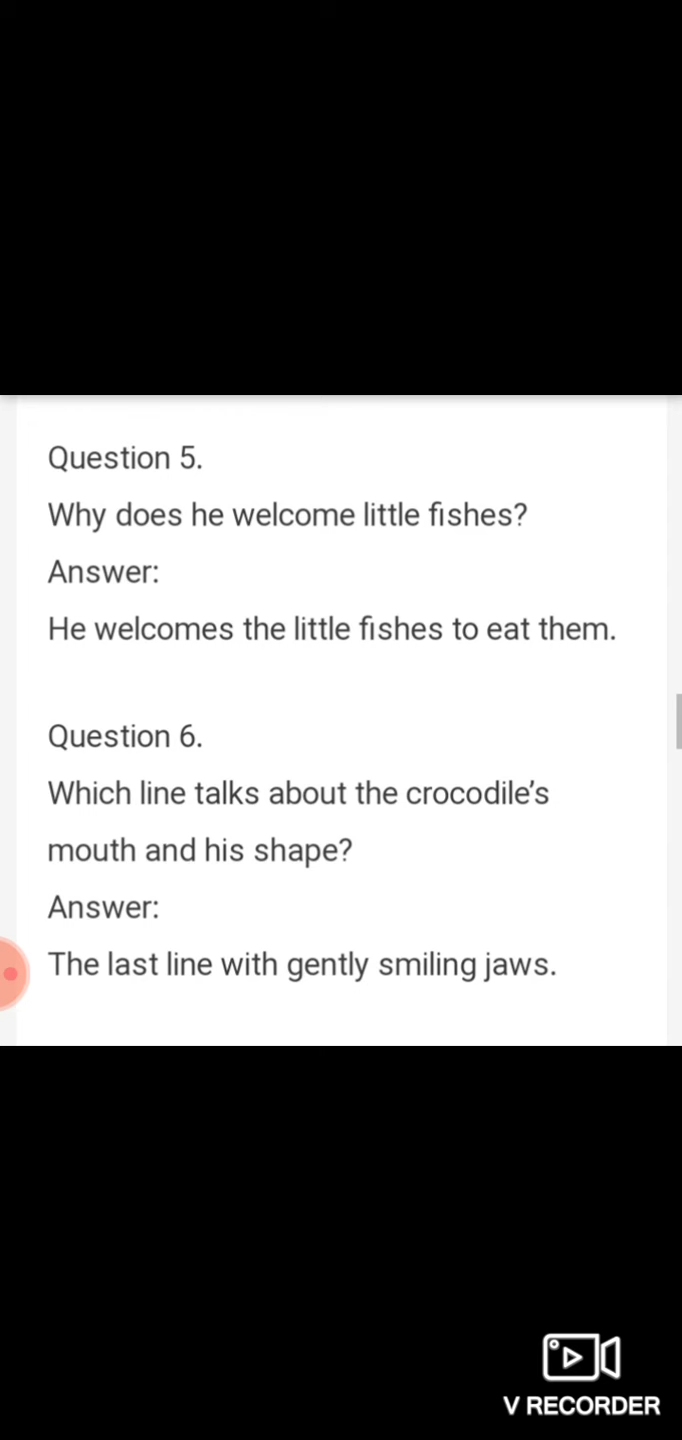 Question 5.
Why does he welcome little fishes?
Answer:
He welcomes the little fishes to eat them.
Question 6.
Which line talks about the crocodile’s
mouth and his shape?
Answer:
The last line with gently smiling jaws.
V RECORDER